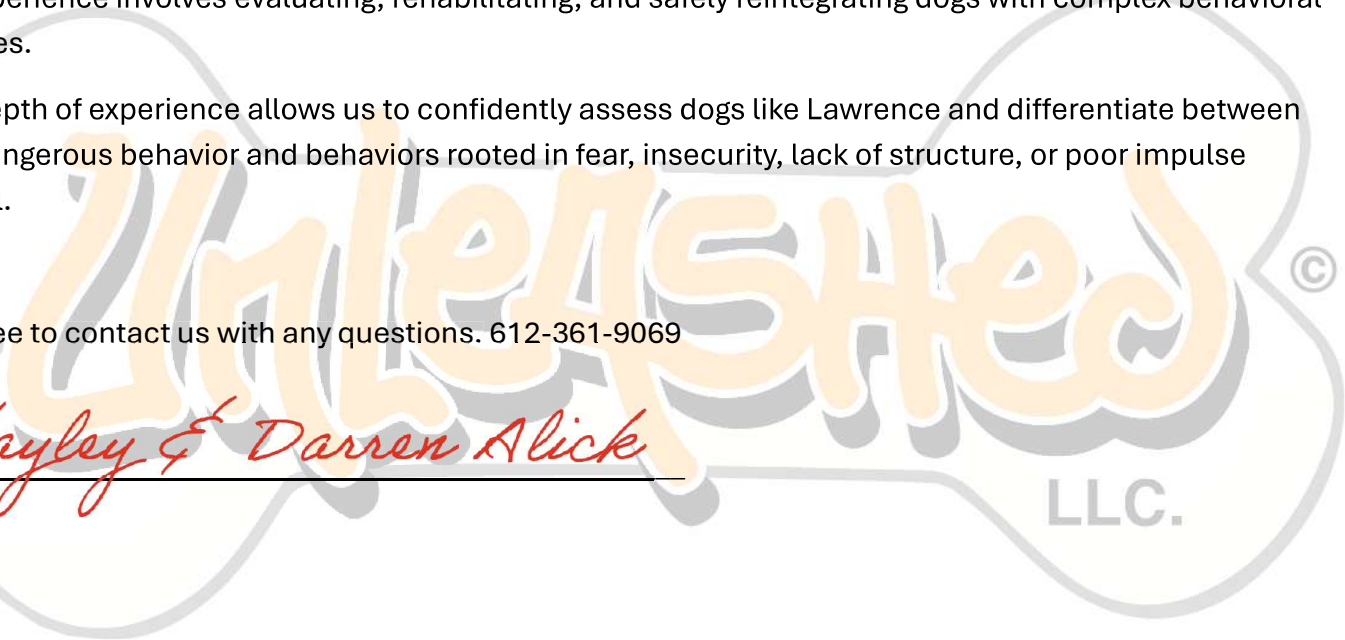 perience involves evaluating, rehabilitating, and safely reintegrating dogs with complex behavioral
es.
epth of experience allows us to confidently assess dogs like Lawrence and differentiate between
ngerous behavior and behaviors rooted in fear, insecurity, lack of structure, or poor impulse
l.
UnLeasHed
©
ee to contact us with any questions. 612-361-9069
ayley & Darren Alick
LLC.